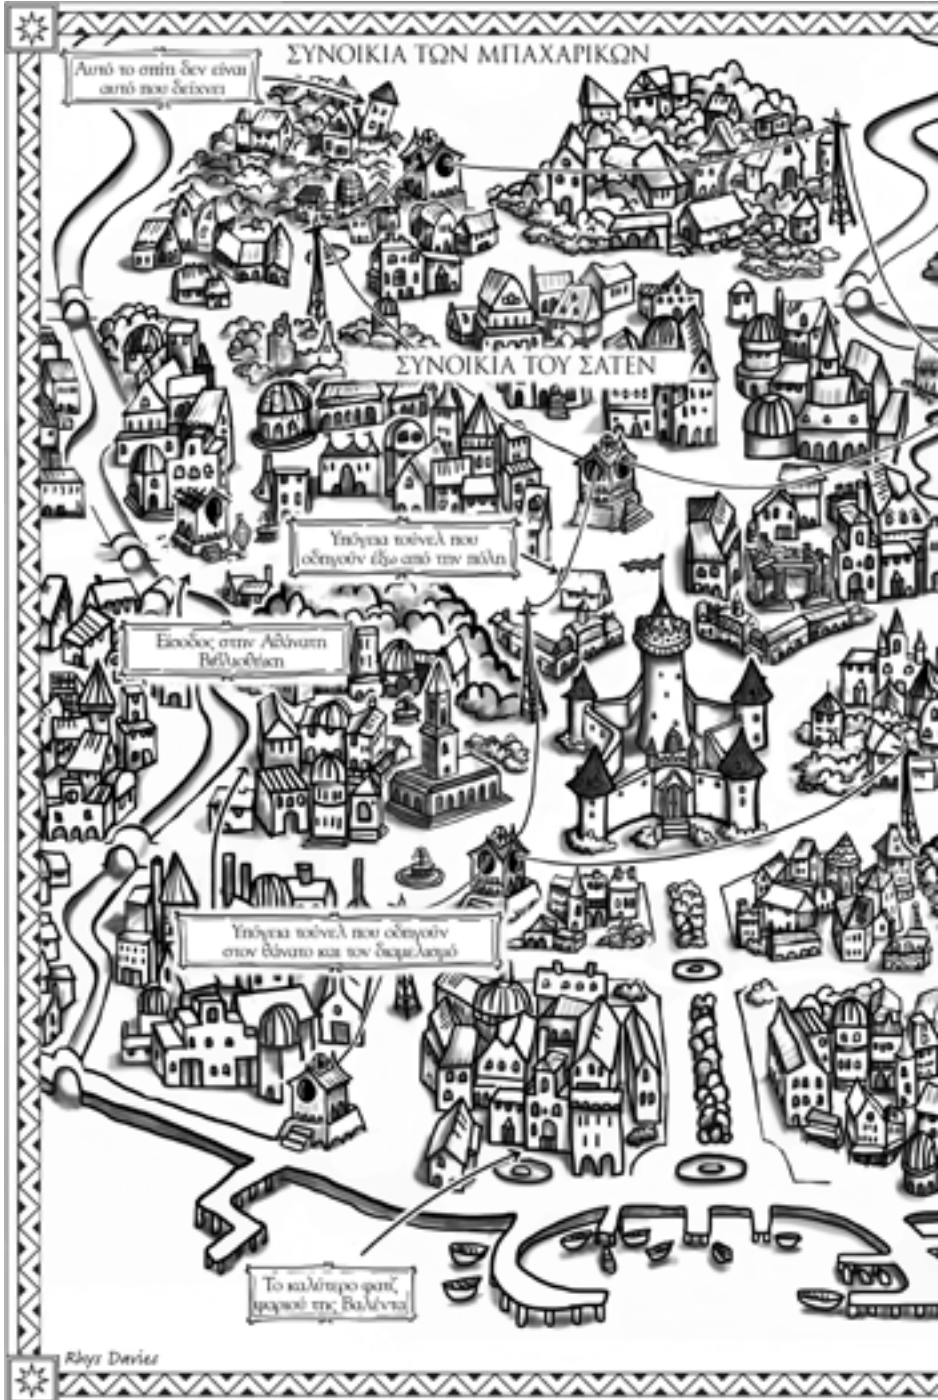 ΣΥΝΟΙΚΙΑ ΤΩΝ ΜΠΑΧΑΡΙΚΩΝ
Αυτό το σπίτι δεν είναι
αυτό που δείχνει
ΣΥΝΟΙΚΙΑ ΤΟΥ ΣΑΤΕΝ
Υπόγεια τούνελ που
οδηγούν έξω από την πόλη
Είσοδος στην Αθάνατη
Βιβλιοθήκη
Υπόγεια τούνελ που οδηγούν
στον θάνατο και τον διαμελισμό
Το καλύτερο φατζ
ψαριού της Βαλέντα
Rhys Davies